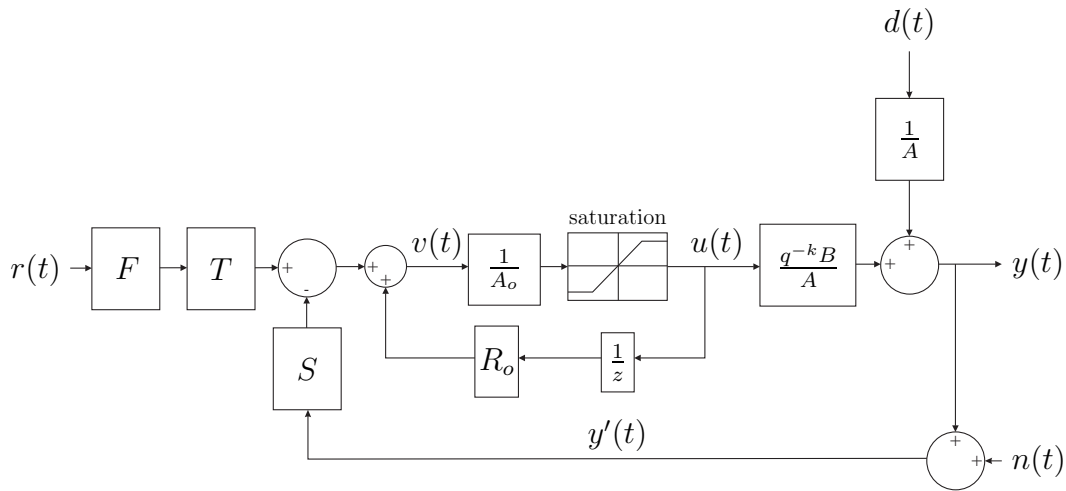 d(t)
1/A
saturation
r(t)
F
T
+
-
+
+
v(t)
1/A_o
u(t)
q^{-k}B/A
+
+
y(t)
S
R_o
1/z
y'(t)
+
+
n(t)